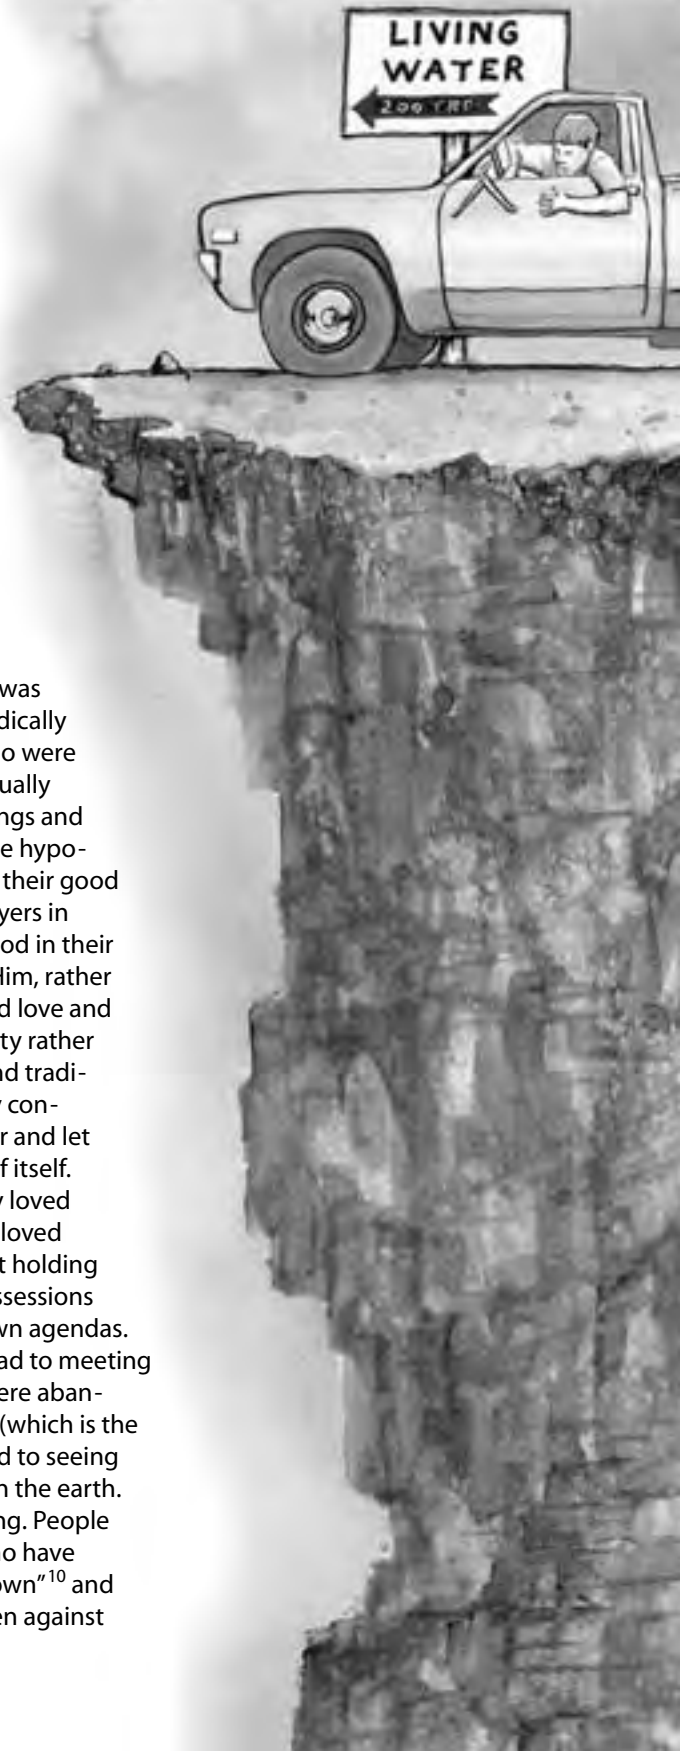 LIVING
WATER
200 YRD
was
dically
o were
ually
ngs and
e hypo-
their good
yers in
od in their
Him, rather
d love and
ty rather
nd tradi-
y con-
r and let
f itself.
y loved
loved
t holding
ssessions
wn agendas.
ad to meeting
ere aban-
(which is the
d to seeing
n the earth.
ng. People
o have
own”10 and
en against